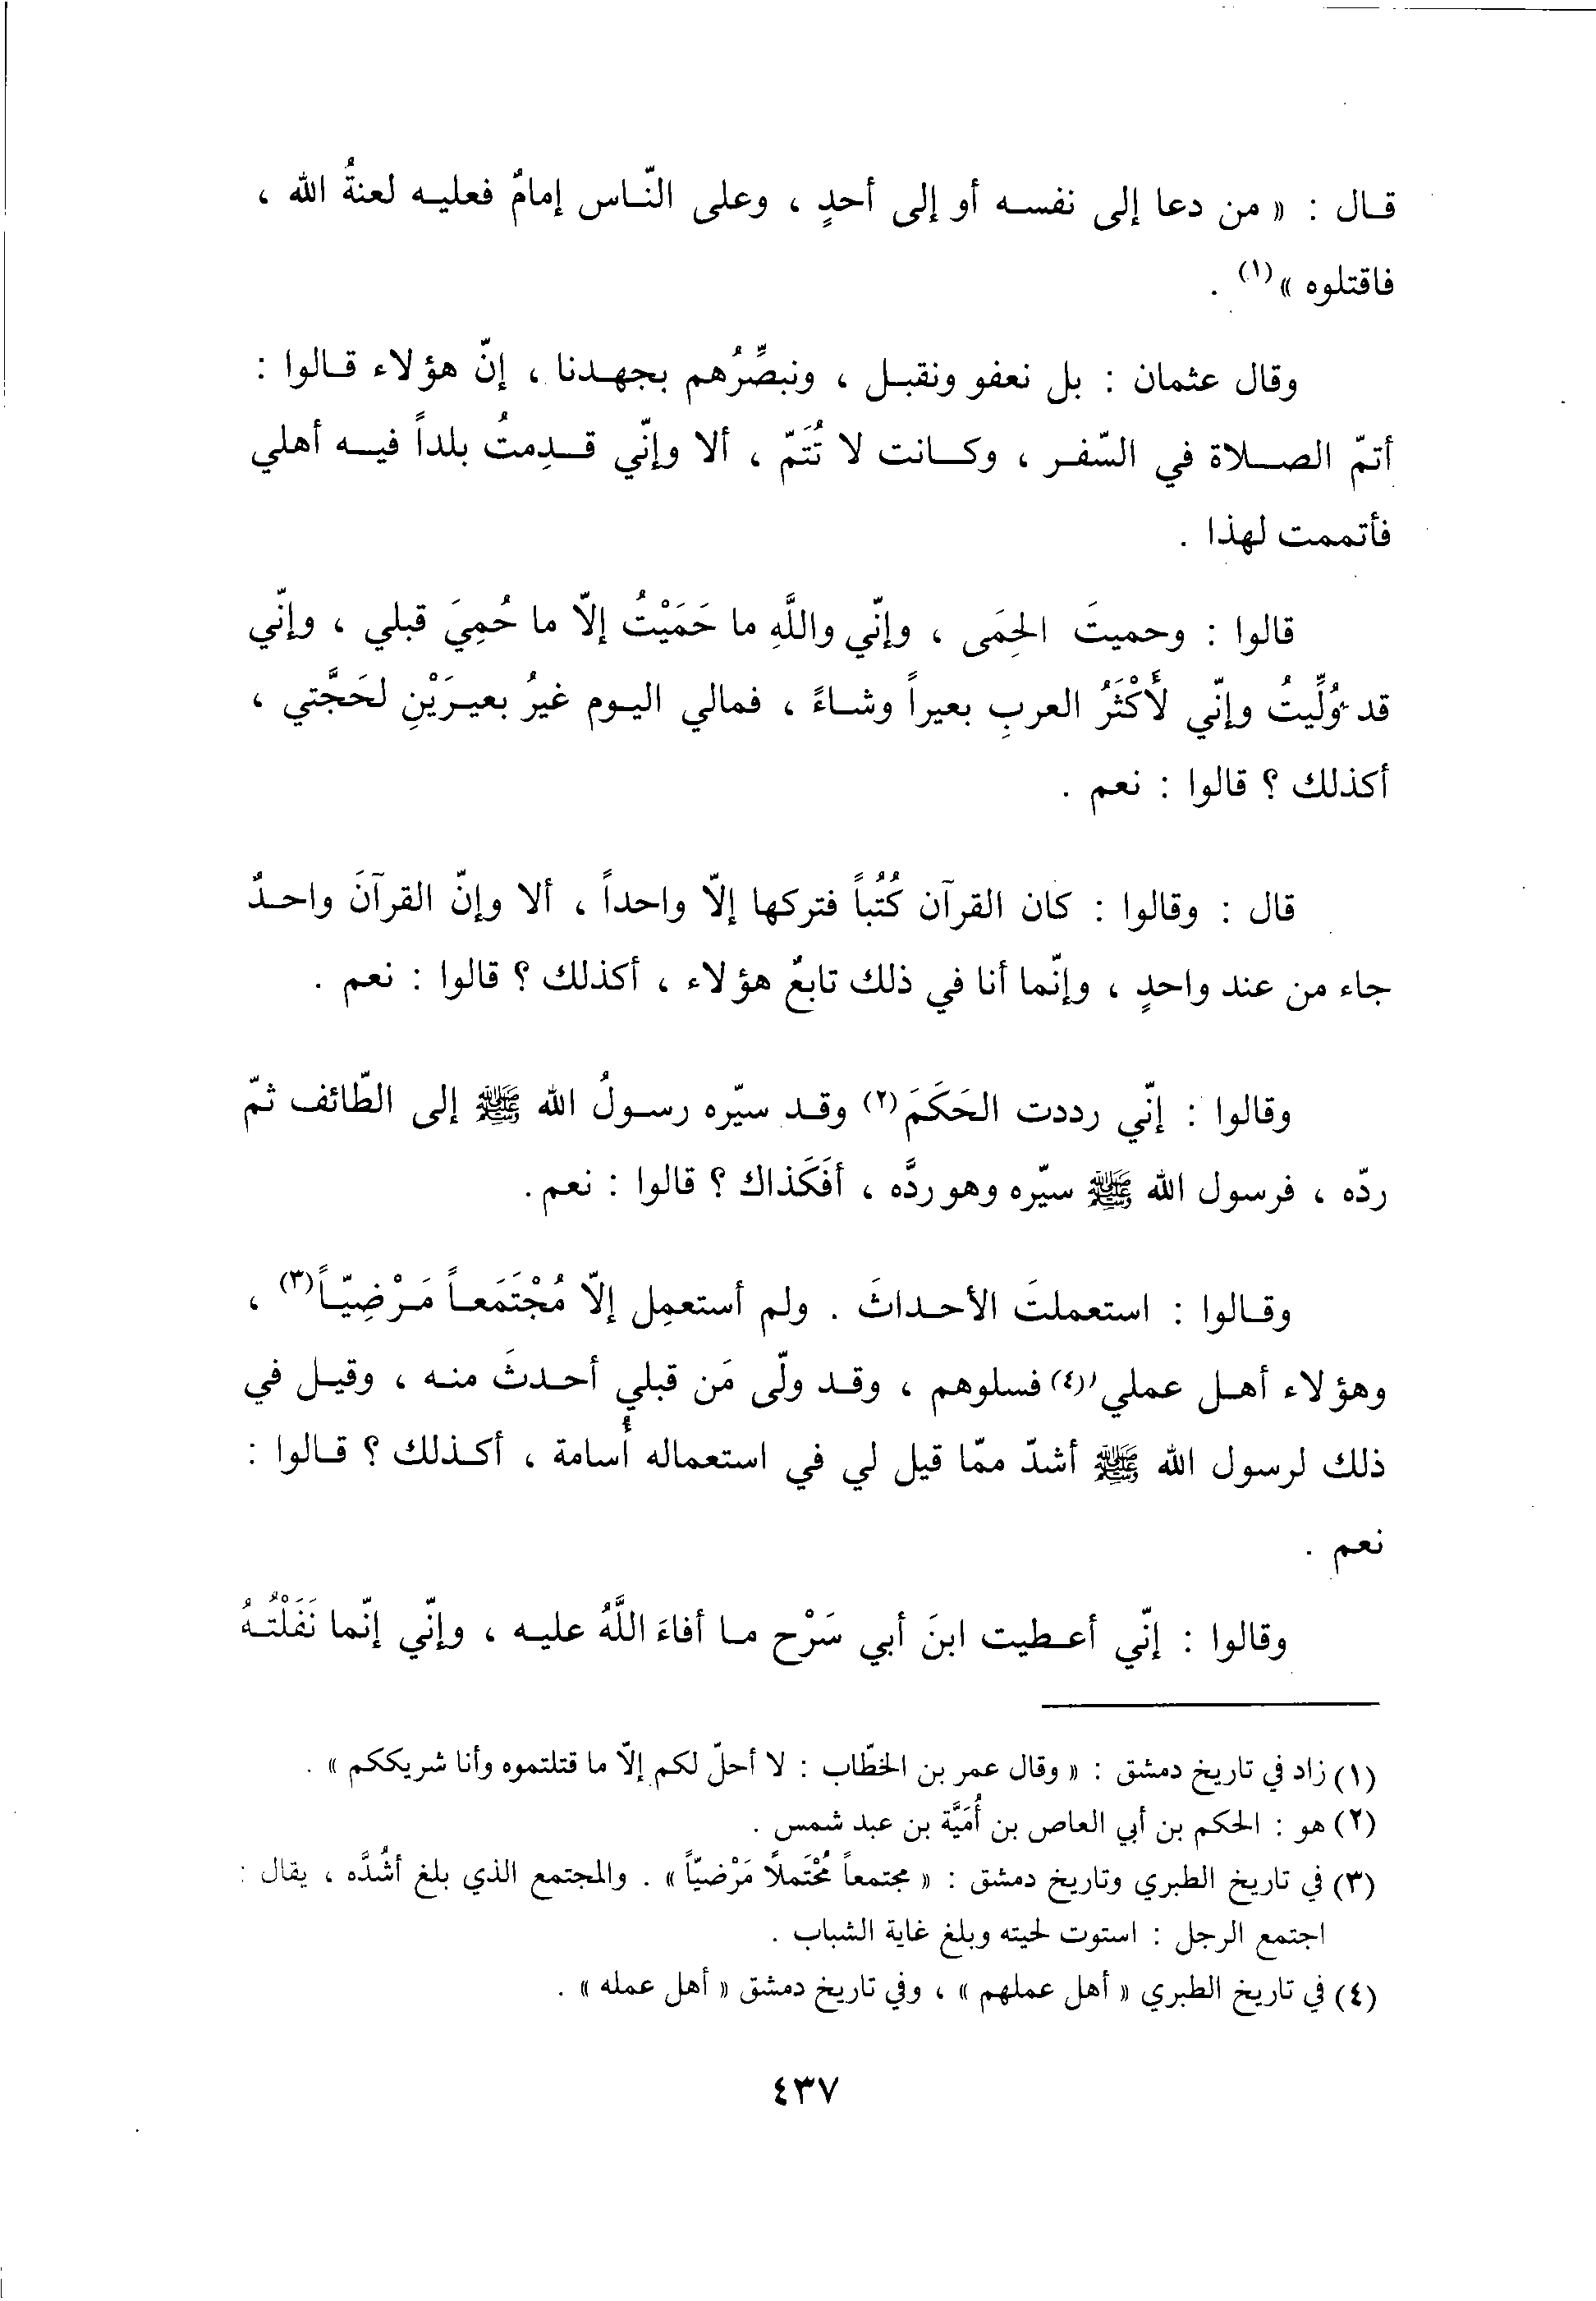 قال : « من دعا إلى نفسه أو إلى أحدٍ ، وعلى النّاس إمامٌ فعليه لعنةُ الله ،
فاقتلوه »(١) .
وقال عثمان : بل نعفو ونقبل ، ونبصِّرُهم بجهدنا ، إنّ هؤلاء قالوا :
أتمّ الصلاة في السّفر ، وكانت لا تُتَمّ ، ألا وإنّي قدِمتُ بلداً فيه أهلي
فأتممت لهذا .
قالوا : وحميتَ الحِمَى ، وإنّي واللَّهِ ما حَمَيْتُ إلّا ما حُمِيَ قبلي ، وإنّي
قد وُلِّيتُ وإنّي لَأَكْثَرُ العربِ بعيراً وشاءً ، فمالي اليوم غيرُ بعيرَيْنِ لحَجَّتي ،
أكذلك ؟ قالوا : نعم .
قال : وقالوا : كان القرآن كُتُباً فتركها إلّا واحداً ، ألا وإنّ القرآنَ واحدٌ
جاء من عند واحدٍ ، وإنّما أنا في ذلك تابعٌ هؤلاء ، أكذلك ؟ قالوا : نعم .
وقالوا : إنّي رددت الحَكَمَ(٢) وقد سيّره رسولُ الله ﷺ إلى الطّائف ثمّ
ردّه ، فرسول الله ﷺ سيّره وهو ردَّه ، أفَكَذاك ؟ قالوا : نعم.
وقالوا : استعملتَ الأحداثَ . ولم أستعمِل إلّا مُجْتَمَعاً مَرْضِيّاً(٣) ،
وهؤلاء أهل عملي(٤) فسلوهم ، وقد ولّى مَن قبلي أحدثَ منه ، وقيل في
ذلك لرسول الله ﷺ أشدّ ممّا قيل لي في استعماله أُسامة ، أكذلك ؟ قالوا :
نعم .
وقالوا : إنّي أعطيت ابنَ أبي سَرْح ما أفاءَ اللَّهُ عليه ، وإنّي إنّما نَفَلْتُهُ
(١) زاد في تاريخ دمشق : « وقال عمر بن الخطّاب : لا أحلّ لكم إلّا ما قتلتموه وأنا شريككم » .
(٢) هو : الحكم بن أبي العاص بن أُمَيَّة بن عبد شمس .
(٣) في تاريخ الطبري وتاريخ دمشق : « مجتمعاً مُحْتَملاً مَرْضيّاً » . والمجتمع الذي بلغ أشُدَّه ، يقال :
اجتمع الرجل : استوت لحيته وبلغ غاية الشباب .
(٤) في تاريخ الطبري « أهل عملهم » ، وفي تاريخ دمشق « أهل عمله » .
٤٣٧